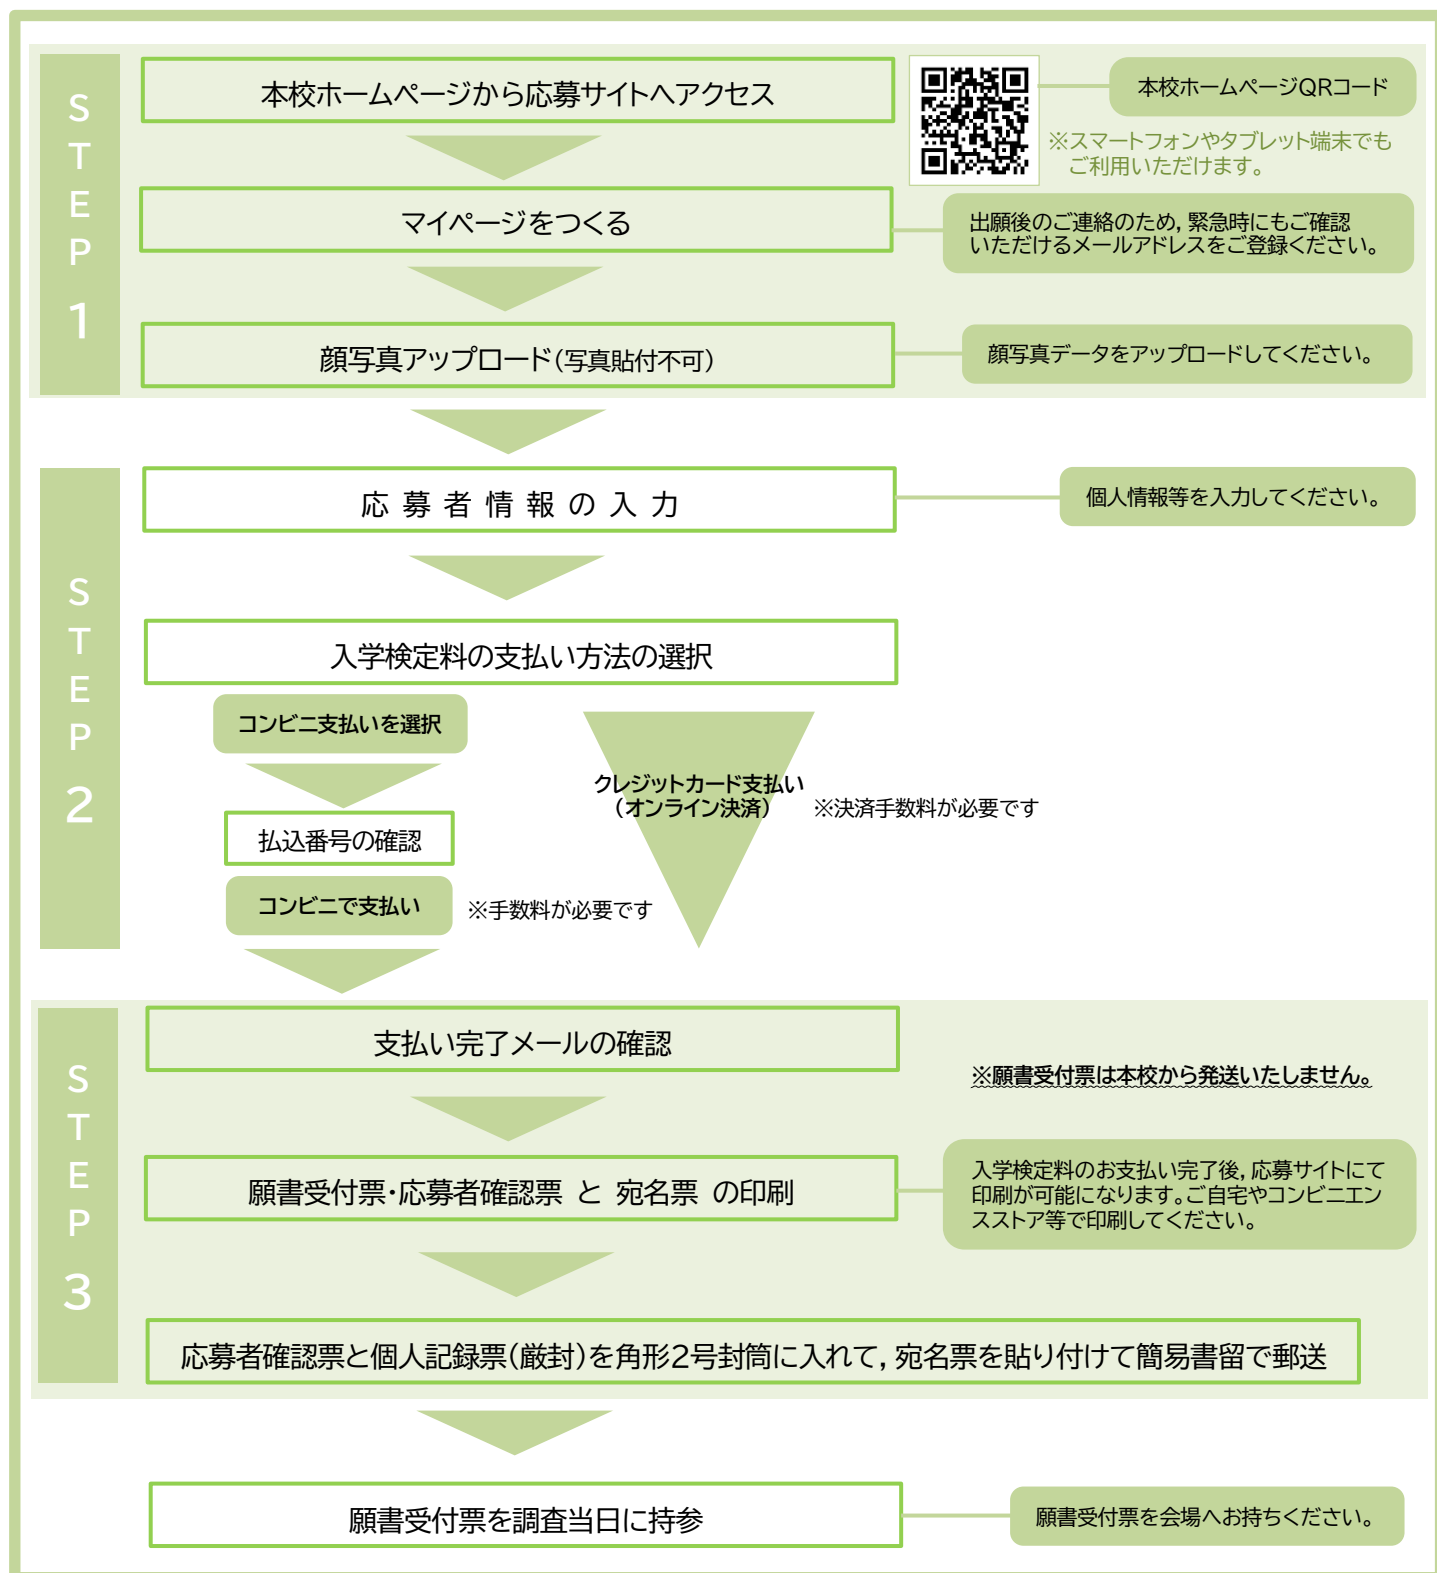 STEP1
本校ホームページから応募サイトへアクセス
本校ホームページQRコード
※スマートフォンやタブレット端末でも
ご利用いただけます。
マイページをつくる
出願後のご連絡のため,緊急時にもご確認
いただけるメールアドレスをご登録ください。
顔写真アップロード(写真貼付不可)
顔写真データをアップロードしてください。
STEP2
応募者情報の入力
個人情報等を入力してください。
入学検定料の支払い方法の選択
コンビニ支払いを選択
払込番号の確認
コンビニで支払い
※手数料が必要です
クレジットカード支払い
(オンライン決済)
※決済手数料が必要です
STEP3
支払い完了メールの確認
※願書受付票は本校から発送いたしません。
願書受付票・応募者確認票 と 宛名票 の印刷
入学検定料のお支払い完了後,応募サイトにて
印刷が可能になります。ご自宅やコンビニエン
スストア等で印刷してください。
応募者確認票と個人記録票(厳封)を角形2号封筒に入れて,宛名票を貼り付けて簡易書留で郵送
願書受付票を調査当日に持参
願書受付票を会場へお持ちください。